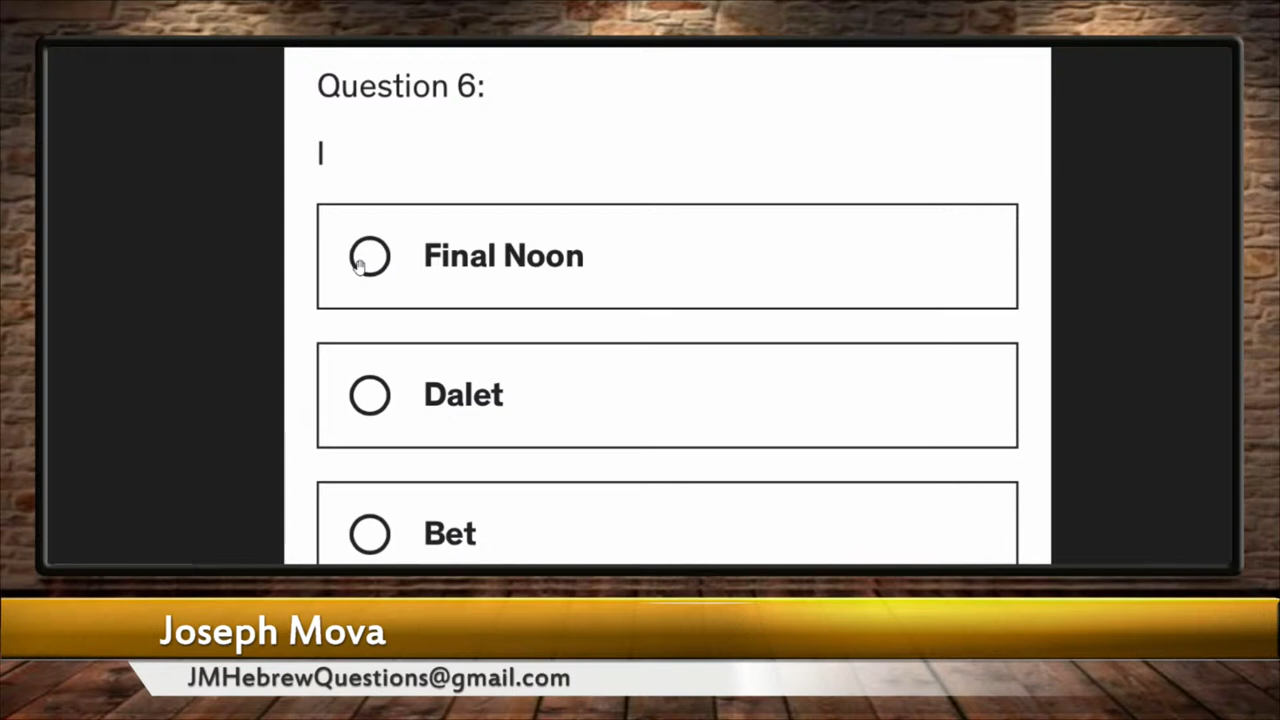 Question 6:
I
Final Noon
Dalet
Bet
Joseph Mova
JMHebrewQuestions@gmail.com